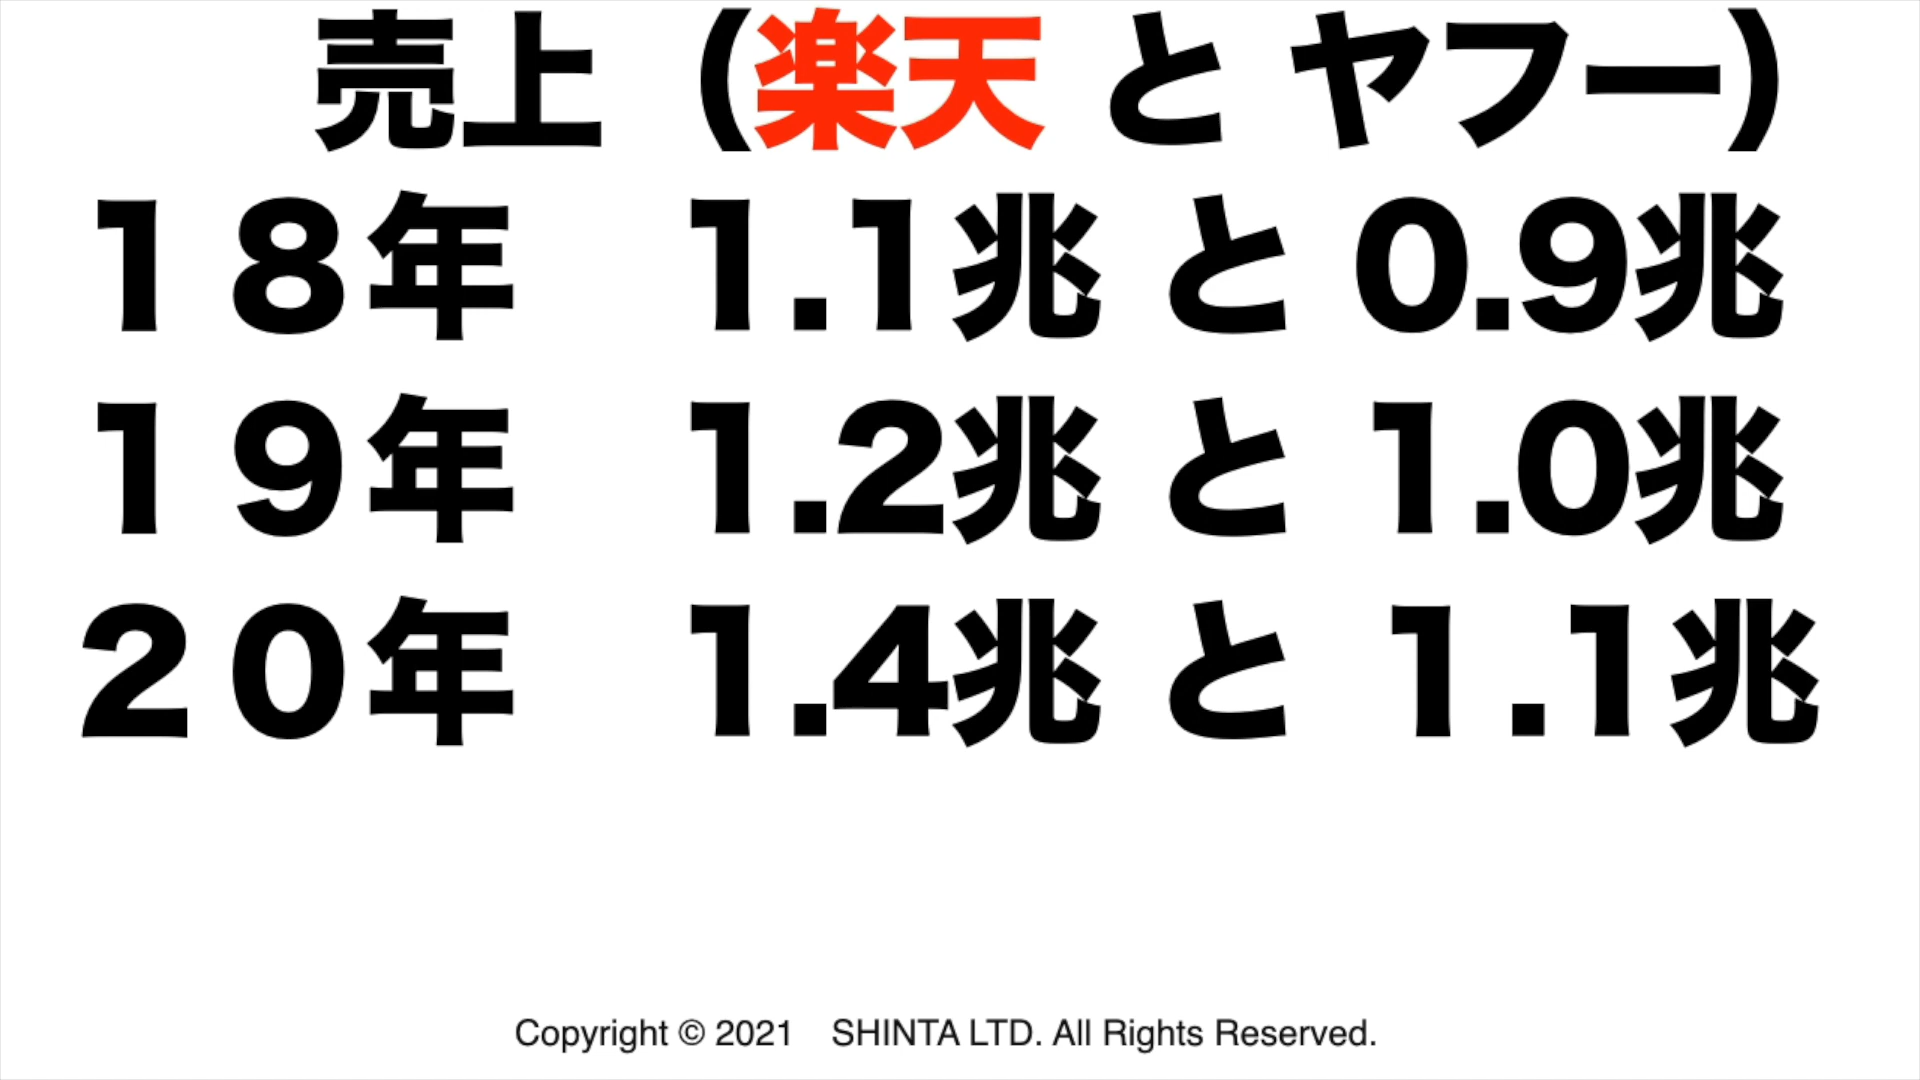 売上（楽天 と ヤフー）
１８年　1.1兆 と 0.9兆
１９年　1.2兆 と 1.0兆
２０年　1.4兆 と １.1兆
Copyright © 2021　SHINTA LTD. All Rights Reserved.